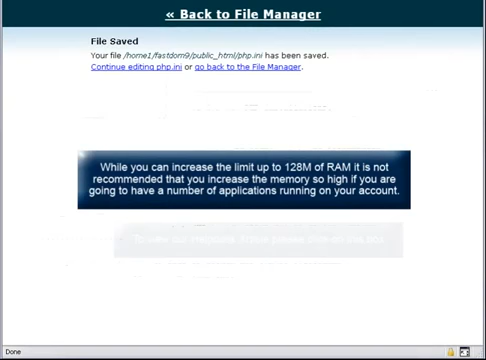 « Back to File Manager
File Saved
Your file /home1/fastdom9/public_html/php.ini has been saved.
Continue editing php.ini or go back to the File Manager.
While you can increase the limit up to 128M of RAM it is not
recommended that you increase the memory so high if you are
going to have a number of applications running on your account.
Done